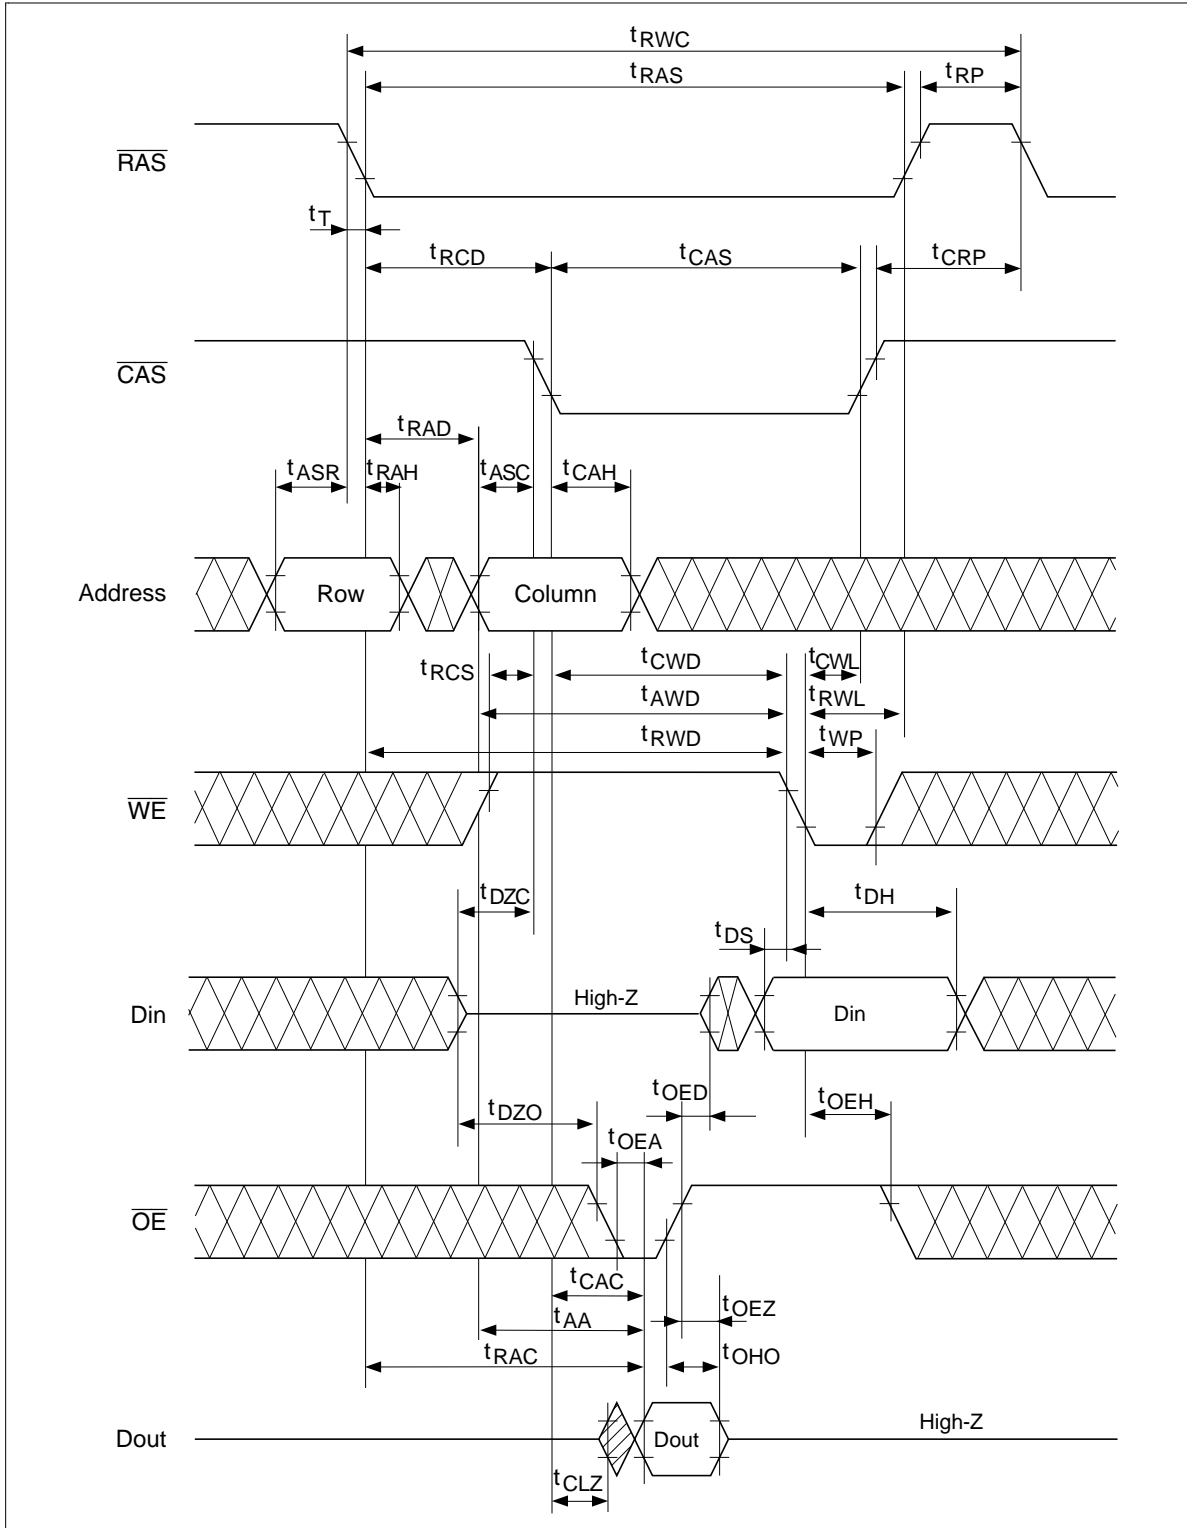 tRWC
tRAS
tRP
RAS
tT
tRCD
tCAS
tCRP
CAS
tRAD
tASR
tRAH
tASC
tCAH
Address
Row
Column
tRCS
tCWD
tCWL
tAWD
tRWL
tRWD
tWP
WE
tDZC
tDH
tDS
Din
High-Z
Din
tOED
tOEH
tDZO
tOEA
OE
tCAC
tOEZ
tAA
tRAC
tOHO
Dout
Dout
High-Z
tCLZ